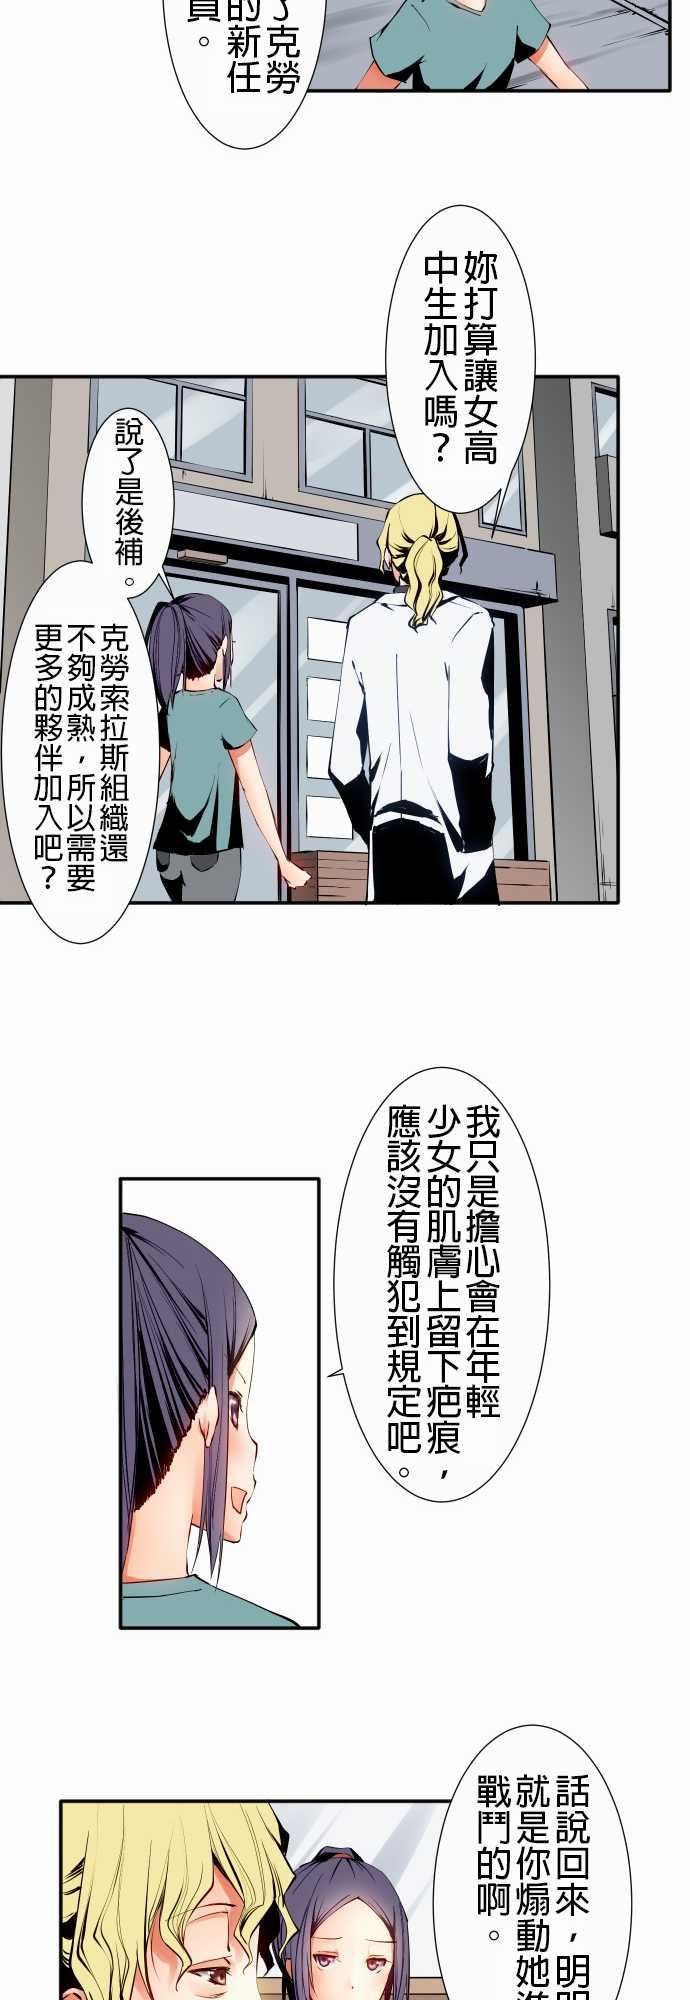 了克勞
的新任
員。
妳打算讓女高
中生加入嗎？
說了是後補。
克勞索拉斯組織還
不夠成熟，所以需要
更多的夥伴加入吧？
我只是擔心會在年輕
少女的肌膚上留下疤痕，
應該沒有觸犯到規定吧。
話說回來，明明
就是你煽動她進
戰鬥的啊。